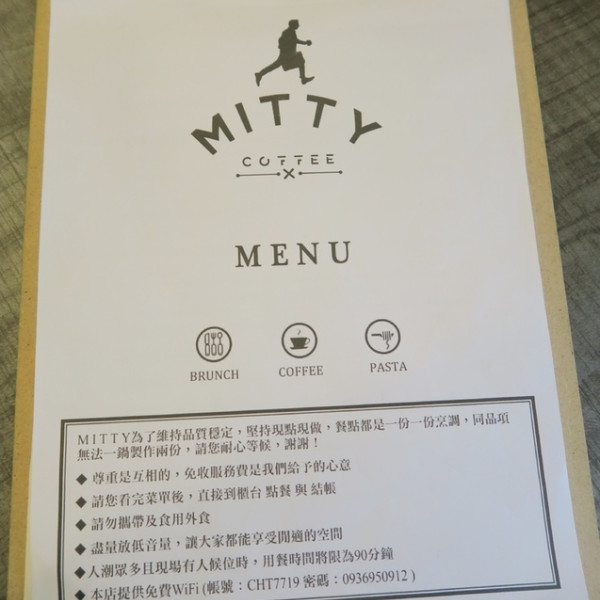 MITTY
COFFEE
MENU
BRUNCH COFFEE PASTA
MITTY為了維持品質穩定，堅持現點現做，餐點都是一份一份烹調，同品項
無法一鍋製作兩份，請您耐心等候，謝謝！
◆ 尊重是互相的，免收服務費是我們給予的心意
◆ 請您看完菜單後，直接到櫃台 點餐 與 結帳
◆ 請勿攜帶及食用外食
◆ 盡量放低音量，讓大家都能享受閒適的空間
◆人潮眾多且現場有人候位時，用餐時間將限為90分鐘
◆ 本店提供免費WiFi (帳號：CHT7719 密碼：0936950912 )